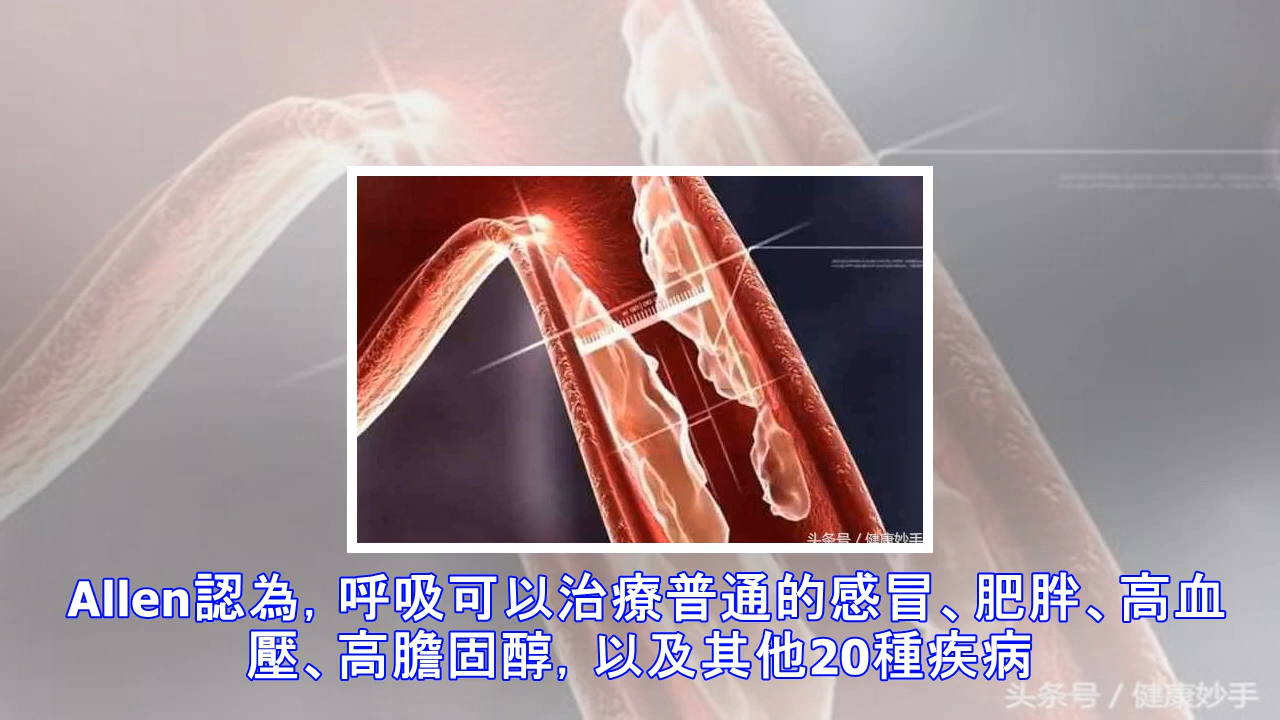 头条号 / 健康妙手
Allen認為, 呼吸可以治療普通的感冒、肥胖、高血
壓、高膽固醇, 以及其他20種疾病
头条号 / 健康妙手